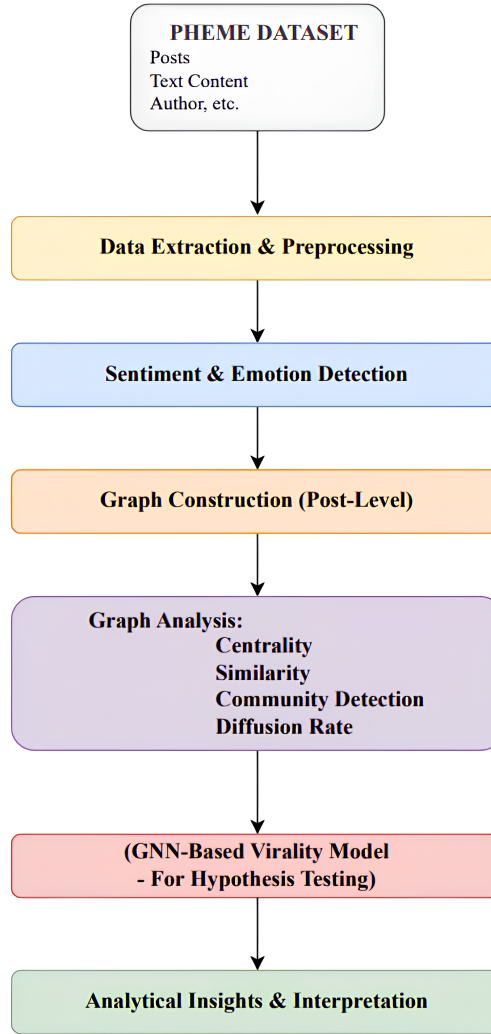 PHEME DATASET
Posts
Text Content
Author, etc.
Data Extraction & Preprocessing
Sentiment & Emotion Detection
Graph Construction (Post-Level)
Graph Analysis:
Centrality
Similarity
Community Detection
Diffusion Rate
(GNN-Based Virality Model
- For Hypothesis Testing)
Analytical Insights & Interpretation